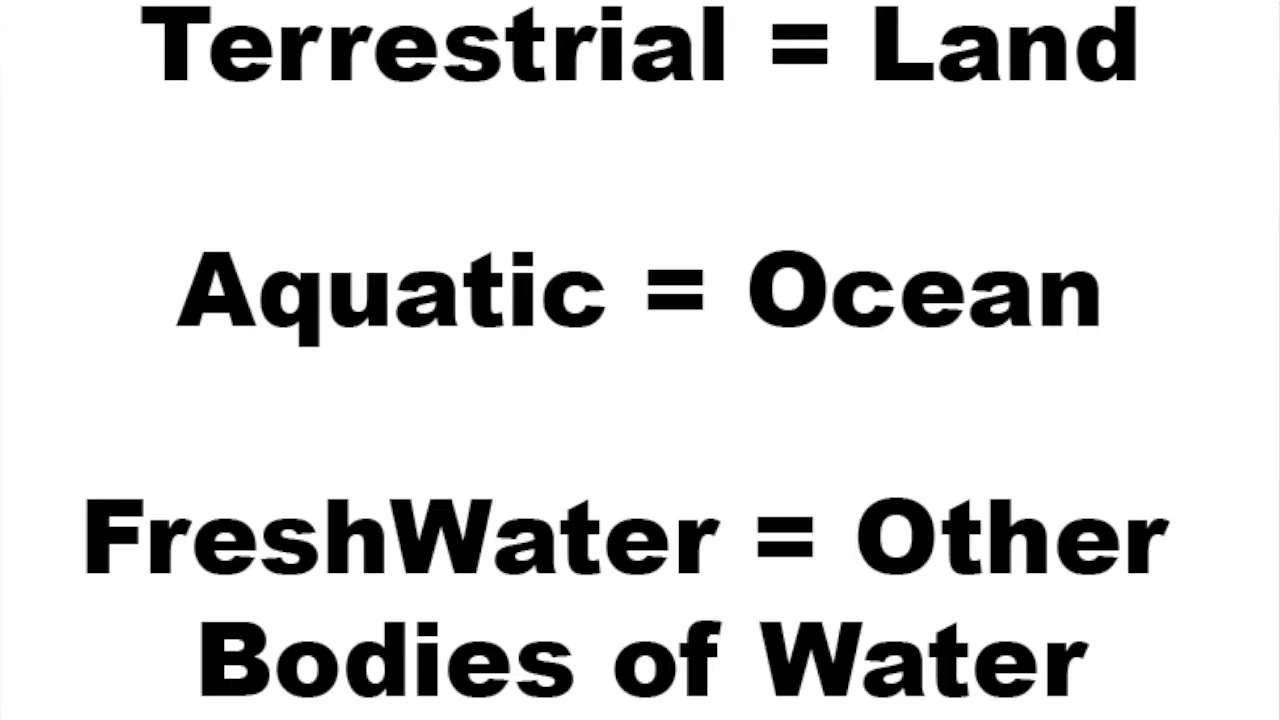 Terrestrial = Land
Aquatic = Ocean
FreshWater = Other
Bodies of Water